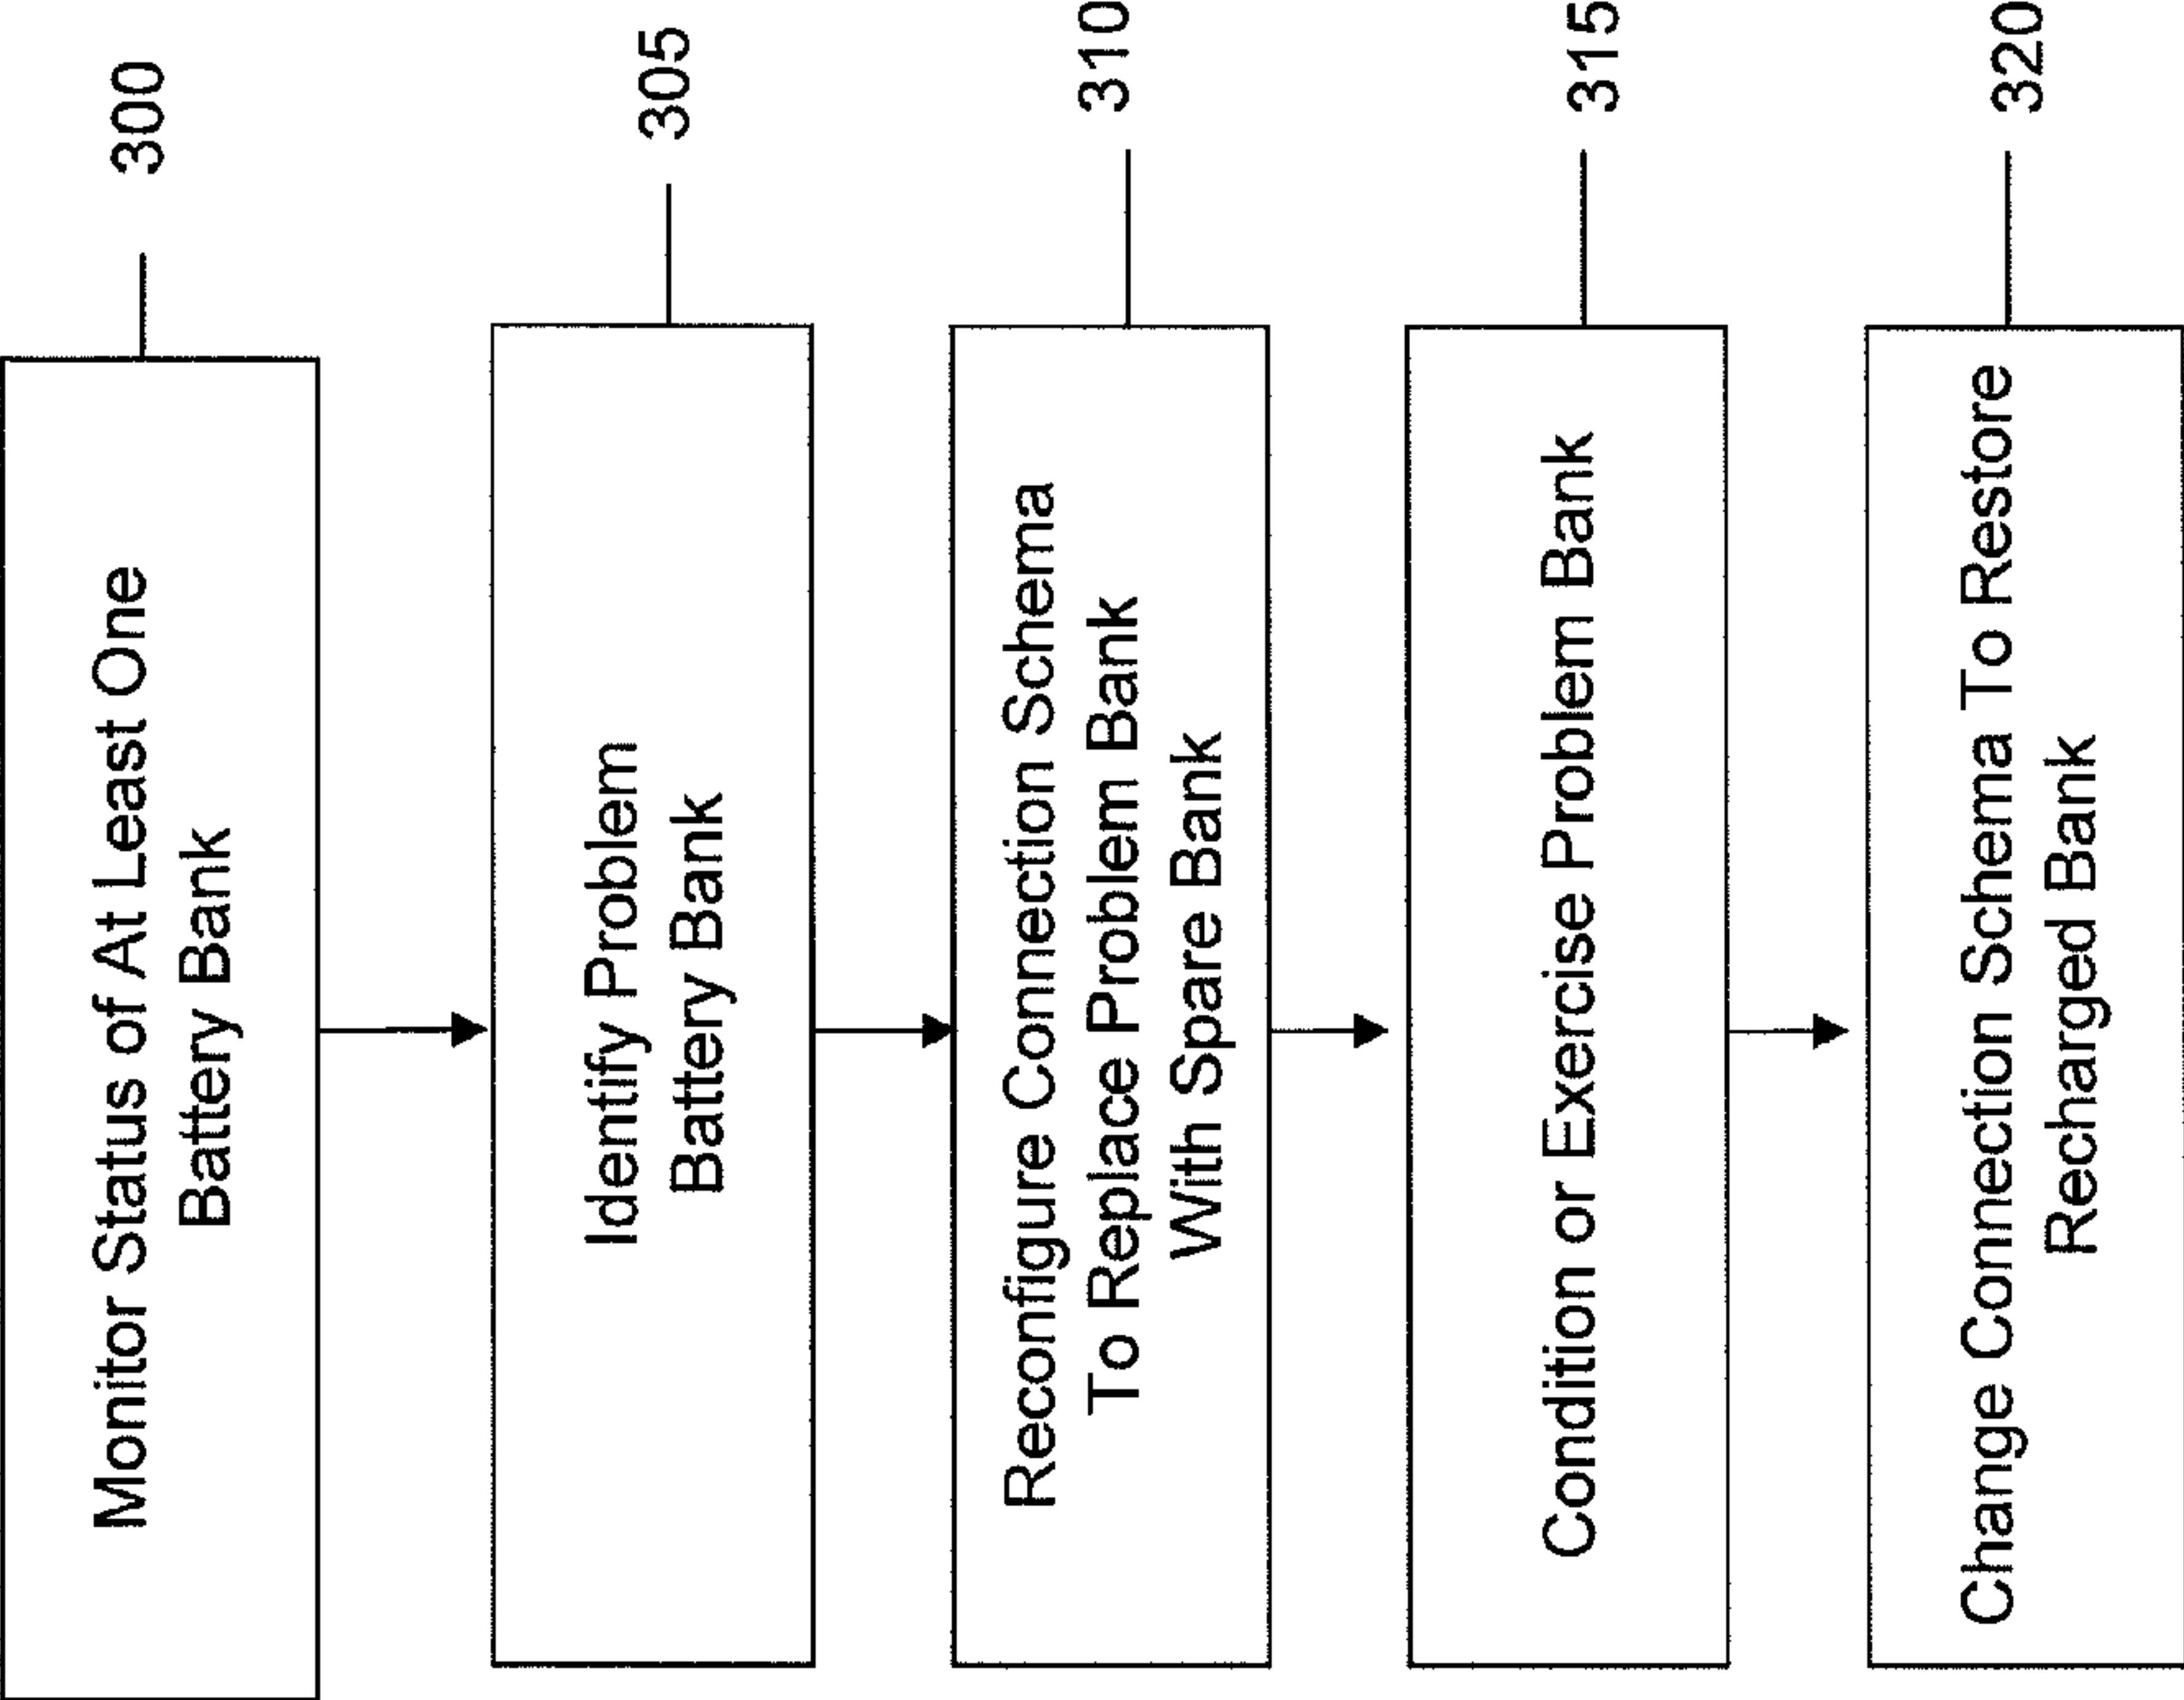 Monitor Status of At Least One
Battery Bank
300
Identify Problem
Battery Bank
305
Reconfigure Connection Schema
To Replace Problem Bank
With Spare Bank
310
Condition or Exercise Problem Bank
315
Change Connection Schema To Restore
Recharged Bank
320